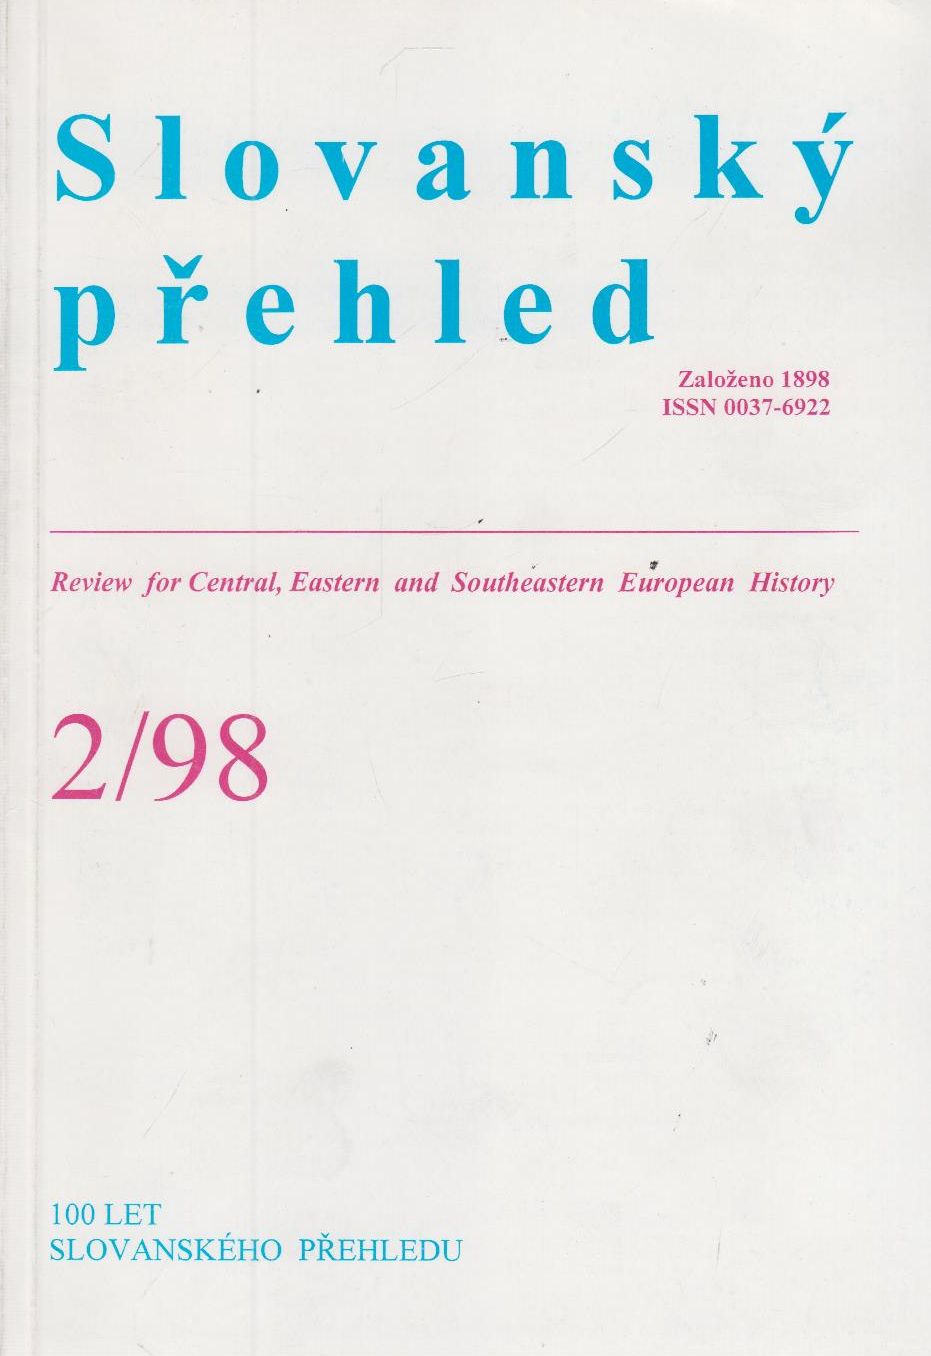 Slovanský
přehled
Založeno 1898
ISSN 0037-6922
Review for Central, Eastern and Southeastern European History
2/98
100 LET
SLOVANSKÉHO PŘEHLEDU